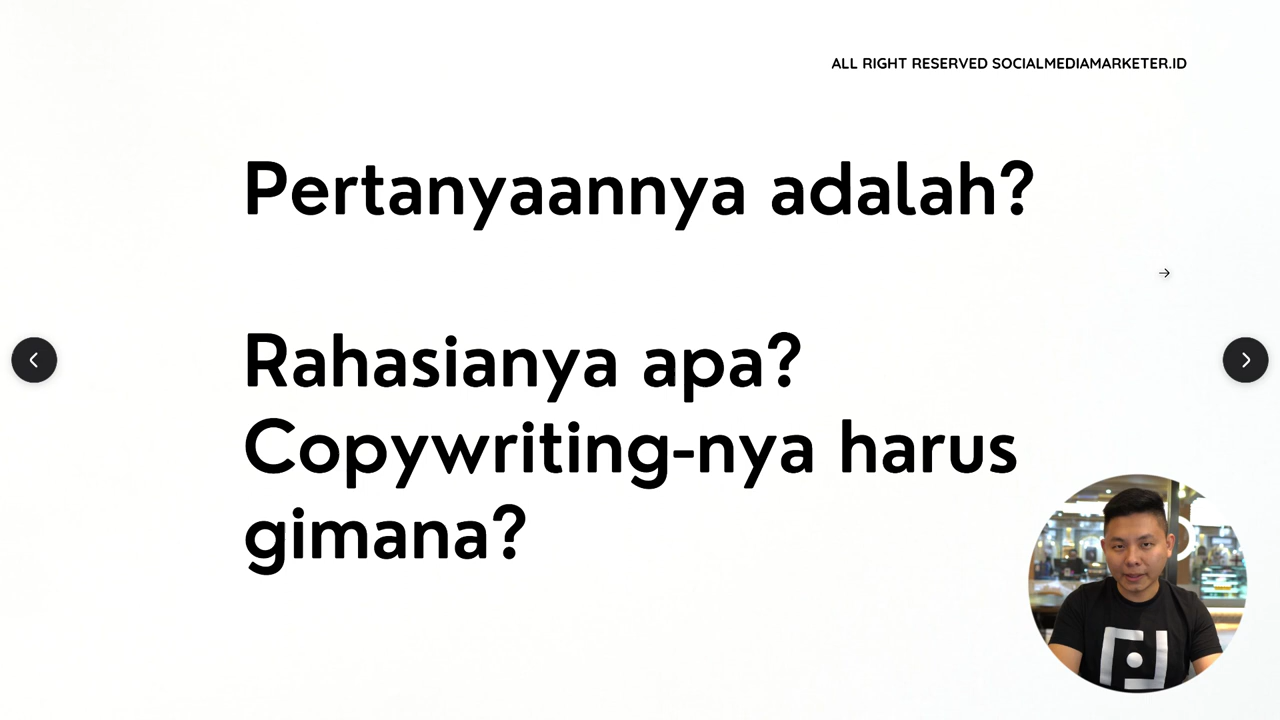 ALL RIGHT RESERVED SOCIALMEDIAMARKETER.ID
Pertanyaannya adalah?
Rahasianya apa?
Copywriting-nya harus
gimana?